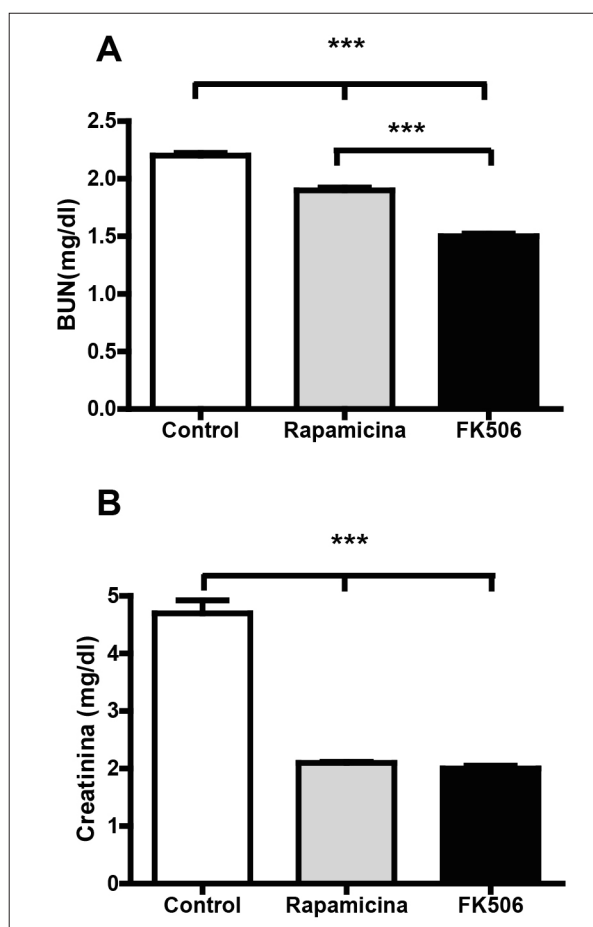 A
***
***
BUN(mg/dl)
2.5
2.0
1.5
1.0
0.5
0.0
Control Rapamicina FK506
B
***
Creatinina (mg/dl)
5
4
3
2
1
0
Control Rapamicina FK506